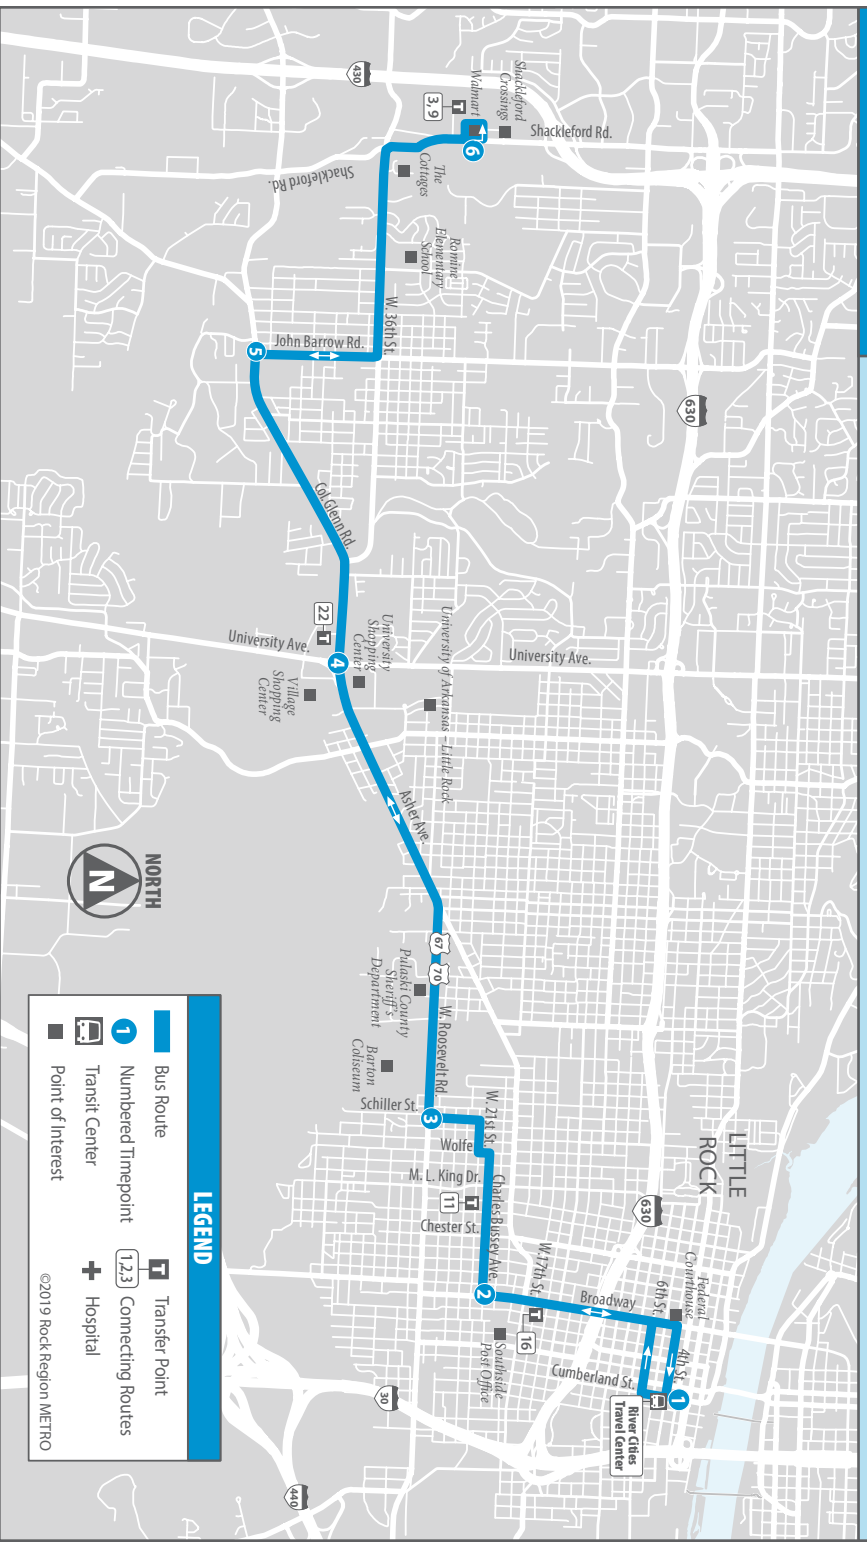 430
3, 9
T
Walmart
Shackleford
Crossings
Shackleford Rd.
6
The
Cottages
Shackleford Rd.
Romine
Elementary
School
W. 36th St.
John Barrow Rd.
5
630
Col. Glenn Rd.
22
T
University Ave.
4
University
Shopping
Center
Village
Shopping
Center
University Ave.
University of Arkansas – Little Rock
Asher Ave.
67
70
Pulaski County
Sheriff's
Department
W. Roosevelt Rd.
Barton
Coliseum
Schiller St.
3
W. 21st St.
Wolfe
M. L. King Dr.
11
T
Chester St.
Charles Bussey Ave.
2
W. 17th St.
T
16
Southside
Post Office
Broadway
630
LITTLE
ROCK
Federal
Courthouse
6th St.
4th St.
Cumberland St.
1
River Cities
Travel Center
30
440
NORTH
N
LEGEND
Bus Route
1
Numbered Timepoint
Transit Center
Point of Interest
T
Transfer Point
1,2,3
Connecting Routes
Hospital
©2019 Rock Region METRO